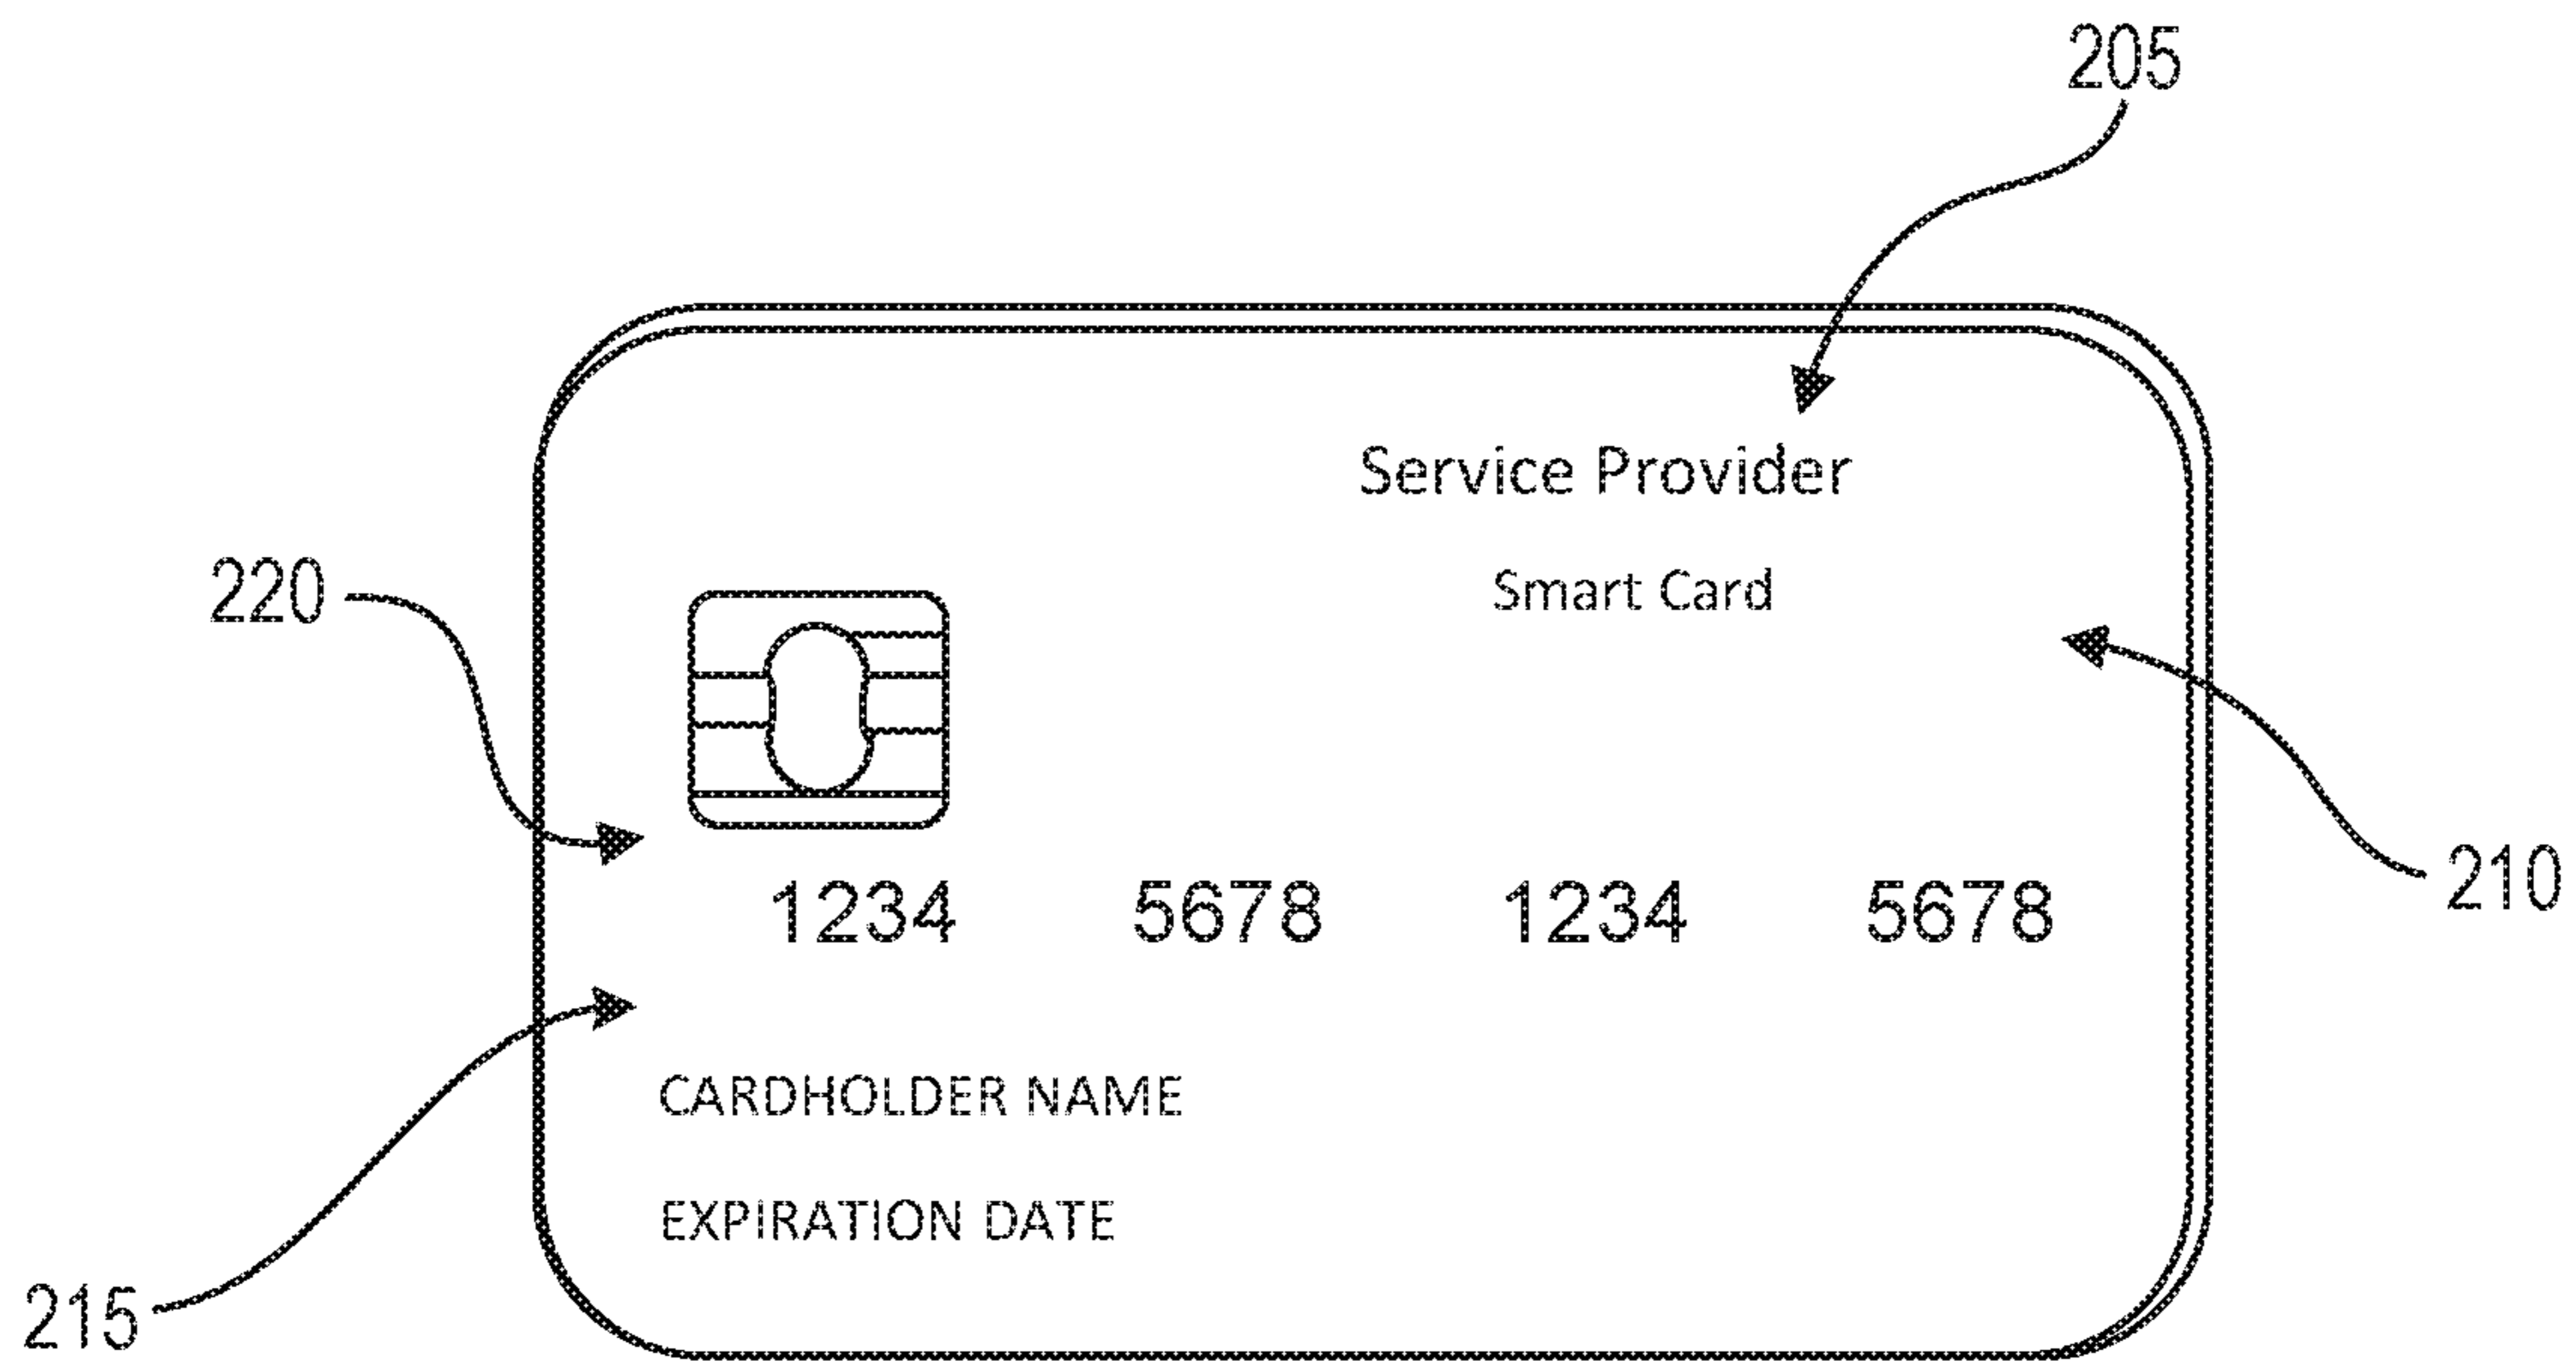 205
Service Provider
220
Smart Card
210
1234 5678 1234 5678
CARDHOLDER NAME
EXPIRATION DATE
215